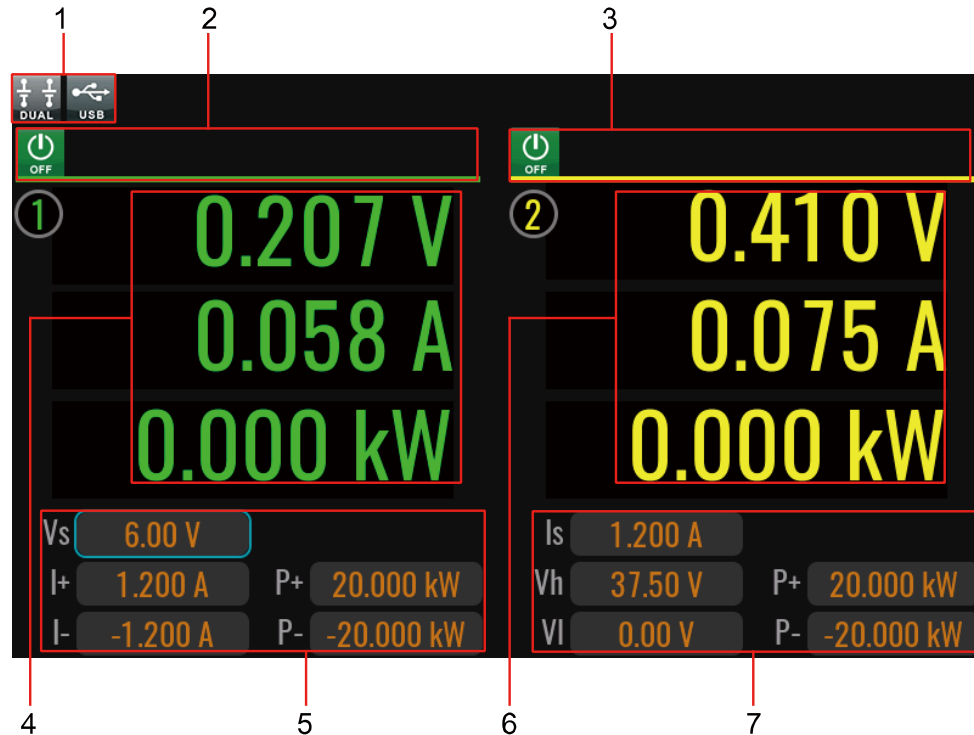 1 2 3
DUAL USB
OFF OFF
1 0.207 V 2 0.410 V
0.058 A 0.075 A
0.000 kW 0.000 kW
Vs 6.00 V Is 1.200 A
I+ 1.200 A P+ 20.000 kW Vh 37.50 V P+ 20.000 kW
I- -1.200 A P- -20.000 kW Vl 0.00 V P- -20.000 kW
4 5 6 7